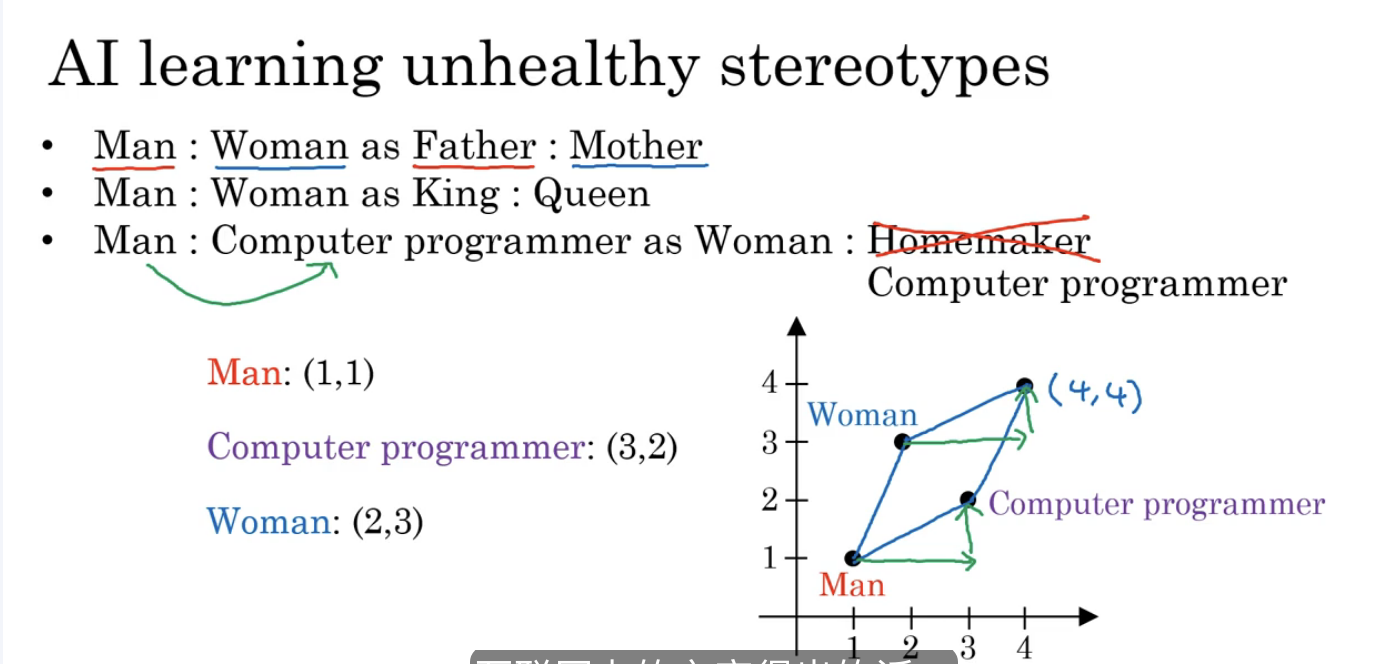 AI learning unhealthy stereotypes
• Man : Woman as Father : Mother
• Man : Woman as King : Queen
• Man : Computer programmer as Woman : Homemaker
Computer programmer
Man: (1,1)
Computer programmer: (3,2)
Woman: (2,3)
4
(4,4)
Woman
3
2
Computer programmer
1
Man
1 2 3 4